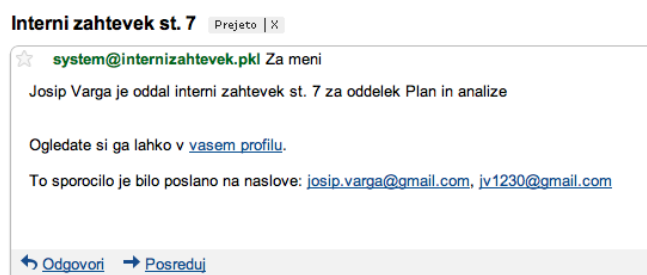 Interni zahtevek st. 7 Prejeto | X
system@internizahtevek.pkl Za meni
Josip Varga je oddal interni zahtevek st. 7 za oddelek Plan in analize
Ogledate si ga lahko v vasem profilu.
To sporocilo je bilo poslano na naslove: josip.varga@gmail.com, jv1230@gmail.com
Odgovori Posreduj